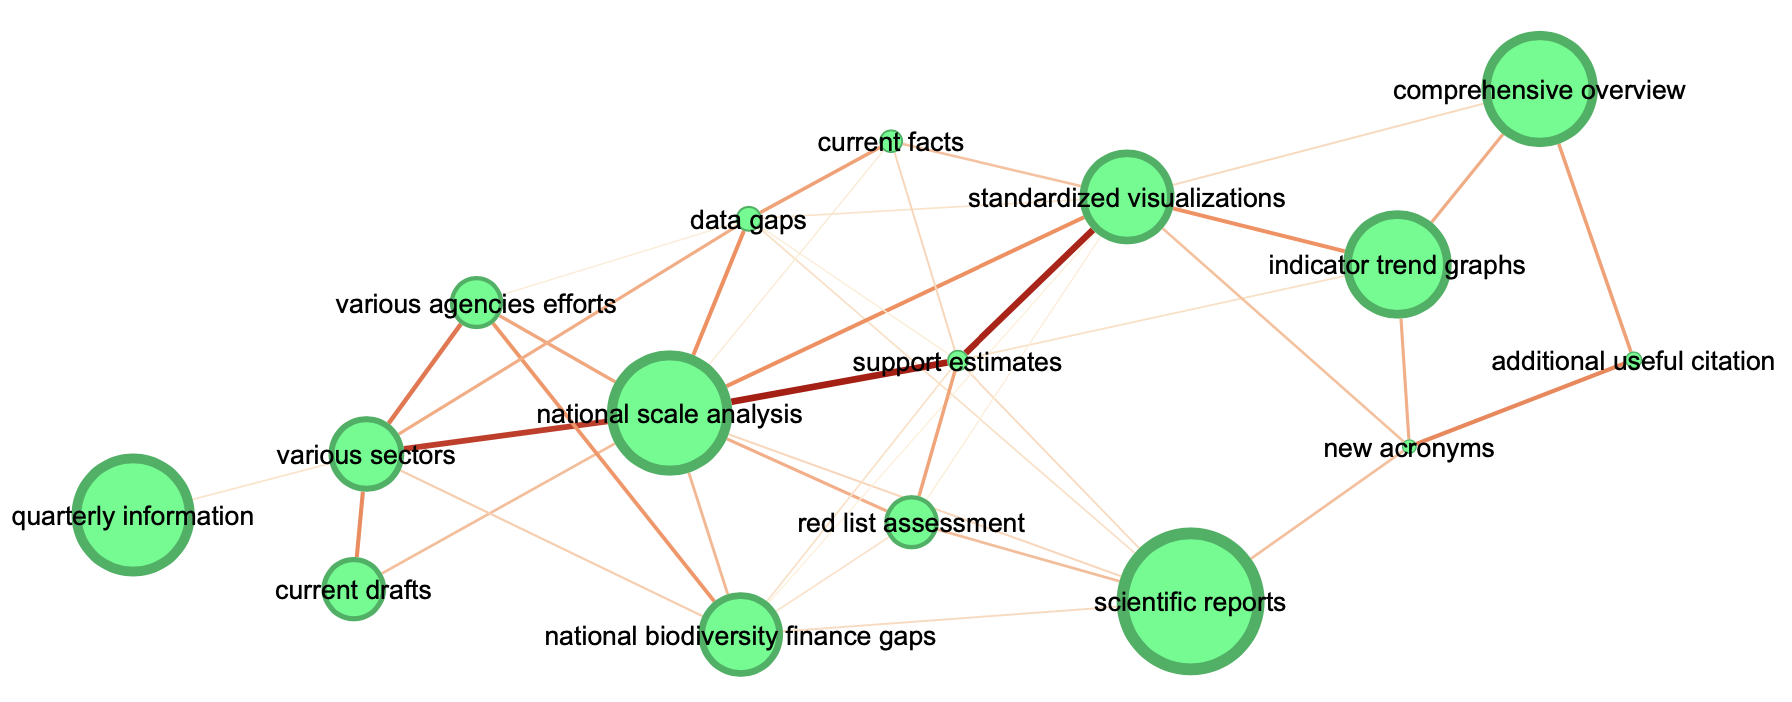 comprehensive overview
current facts
standardized visualizations
data gaps
indicator trend graphs
various agencies efforts
support estimates
additional useful citation
national scale analysis
new acronyms
various sectors
quarterly information
red list assessment
current drafts
scientific reports
national biodiversity finance gaps